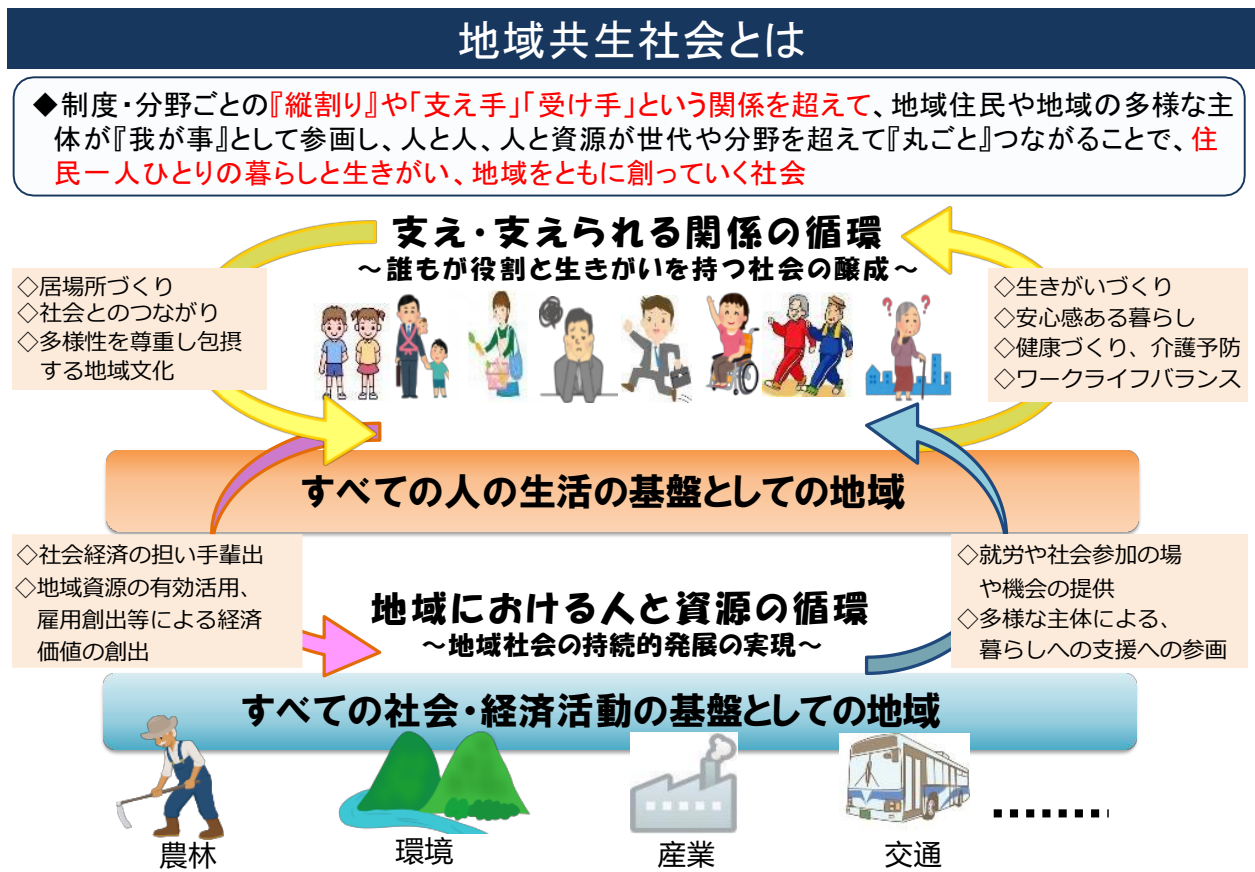 地域共生社会とは
◆制度・分野ごとの『縦割り』や「支え手」「受け手」という関係を超えて、地域住民や地域の多様な主
体が『我が事』として参画し、人と人、人と資源が世代や分野を超えて『丸ごと』つながることで、住
民一人ひとりの暮らしと生きがい、地域をともに創っていく社会
支え・支えられる関係の循環
～誰もが役割と生きがいを持つ社会の醸成～
◇居場所づくり
◇社会とのつながり
◇多様性を尊重し包摂
する地域文化
◇生きがいづくり
◇安心感ある暮らし
◇健康づくり、介護予防
◇ワークライフバランス
すべての人の生活の基盤としての地域
◇社会経済の担い手輩出
◇地域資源の有効活用、
雇用創出等による経済
価値の創出
地域における人と資源の循環
～地域社会の持続的発展の実現～
◇就労や社会参加の場
や機会の提供
◇多様な主体による、
暮らしへの支援への参画
すべての社会・経済活動の基盤としての地域
農林
環境
産業
交通